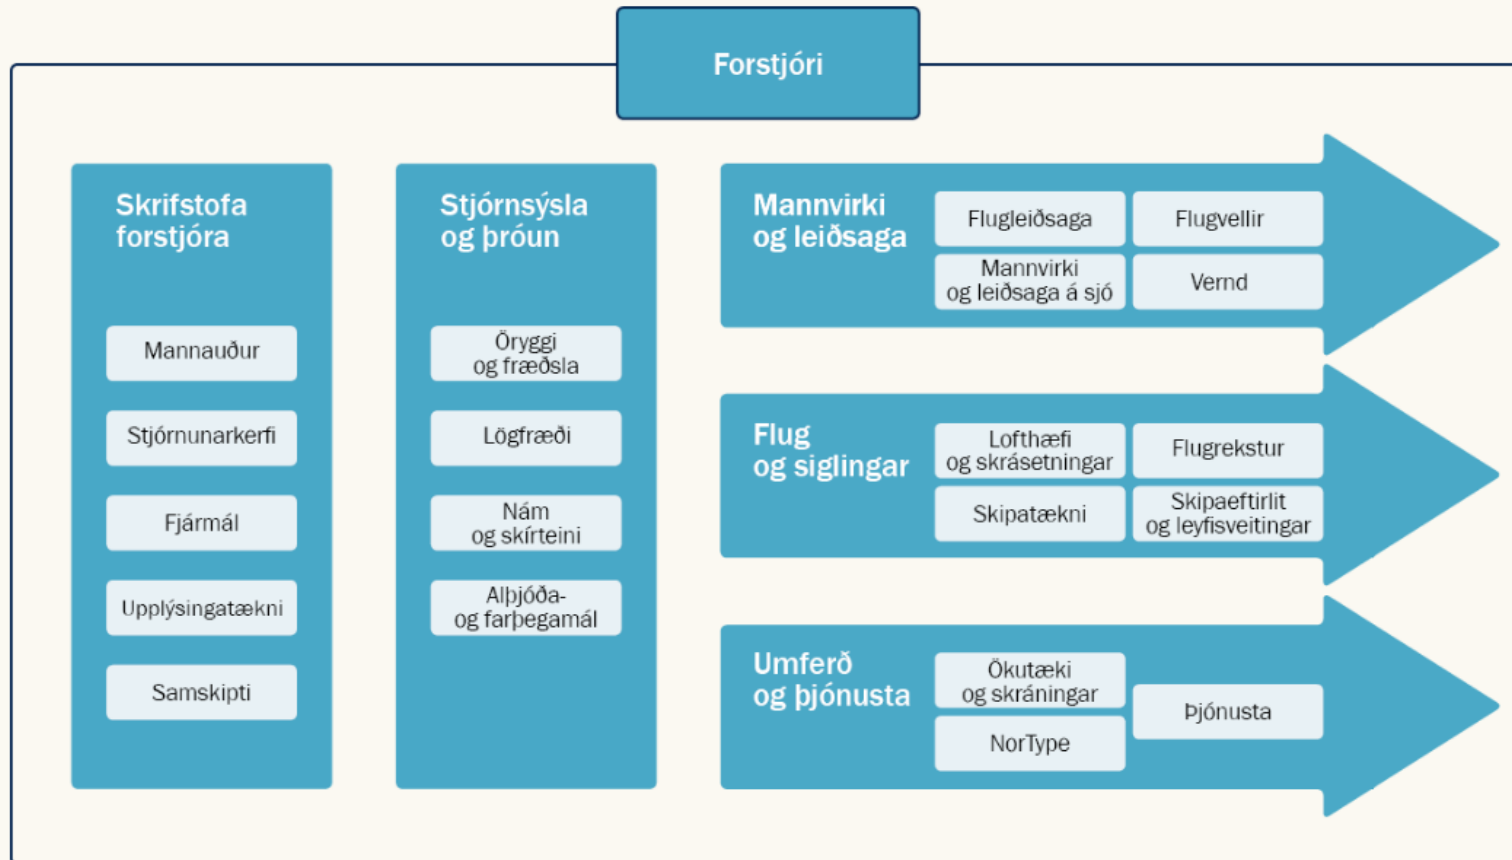 Forstjóri
Skrifstofa
forstjóra
Mannauður
Stjórnunarkerfi
Fjármál
Upplýsingatækni
Samskipti
Stjórnsýsla
og þróun
Öryggi
og fræðsla
Lögfræði
Nám
og skírteini
Alþjóða-
og farþegamál
Mannvirki
og leiðsaga
Flugleiðsaga
Flugvellir
Mannvirki
og leiðsaga á sjó
Vernd
Flug
og siglingar
Lofthæfi
og skrásetningar
Flugrekstur
Skipatækni
Skipaeftirlit
og leyfisveitingar
Umferð
og þjónusta
Ökutæki
og skráningar
NorType
Þjónusta